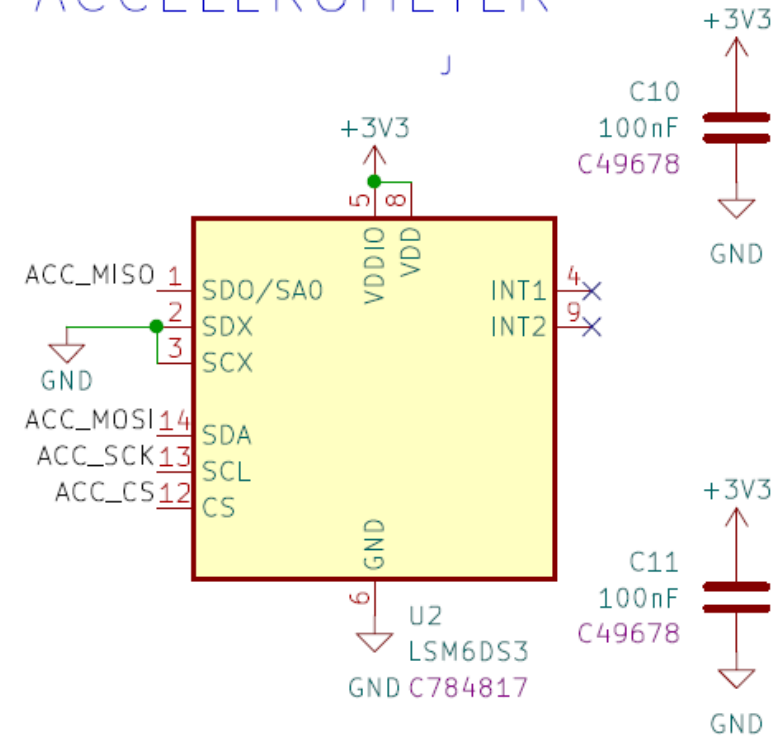 ACCELEROMETER
J
+3V3
5
8
VDDIO
VDD
ACC_MISO 1
SDO/SA0
2
SDX
3
SCX
GND
ACC_MOSI 14
SDA
ACC_SCK 13
SCL
ACC_CS 12
CS
INT1
4
INT2
9
GND
6
U2
LSM6DS3
GND C784817
+3V3
C10
100nF
C49678
GND
+3V3
C11
100nF
C49678
GND